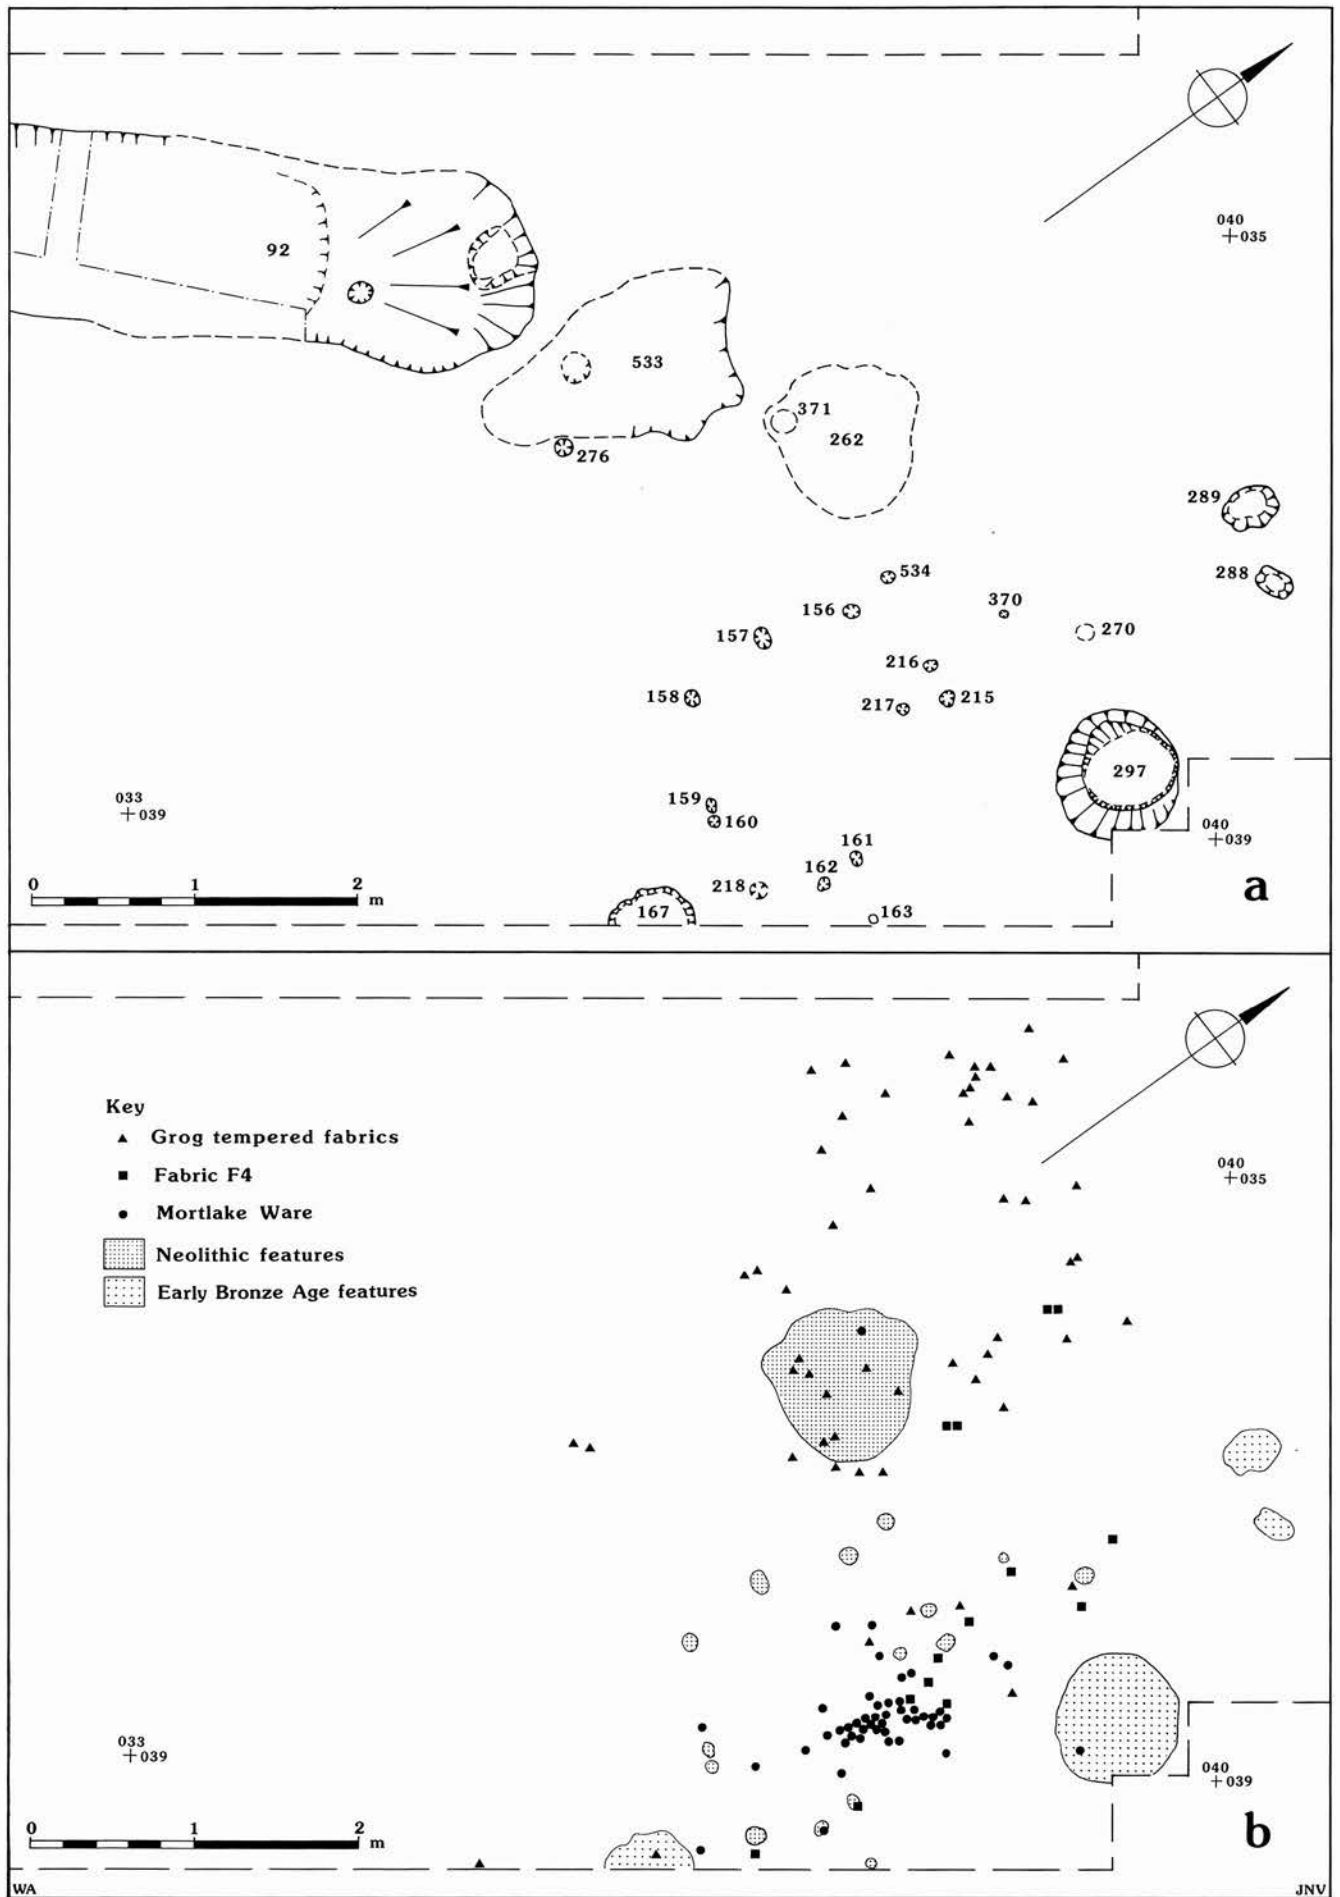 040
+035
92
533
371
262
276
289
288
534
156
370
157
270
216
158
217
215
297
033
+039
159
160
040
+039
161
162
218
167
163
0 1 2
m
a
Key
Grog tempered fabrics
Fabric F4
Mortlake Ware
Neolithic features
Early Bronze Age features
040
+035
033
+039
040
+039
0 1 2
m
b
WA
JNV